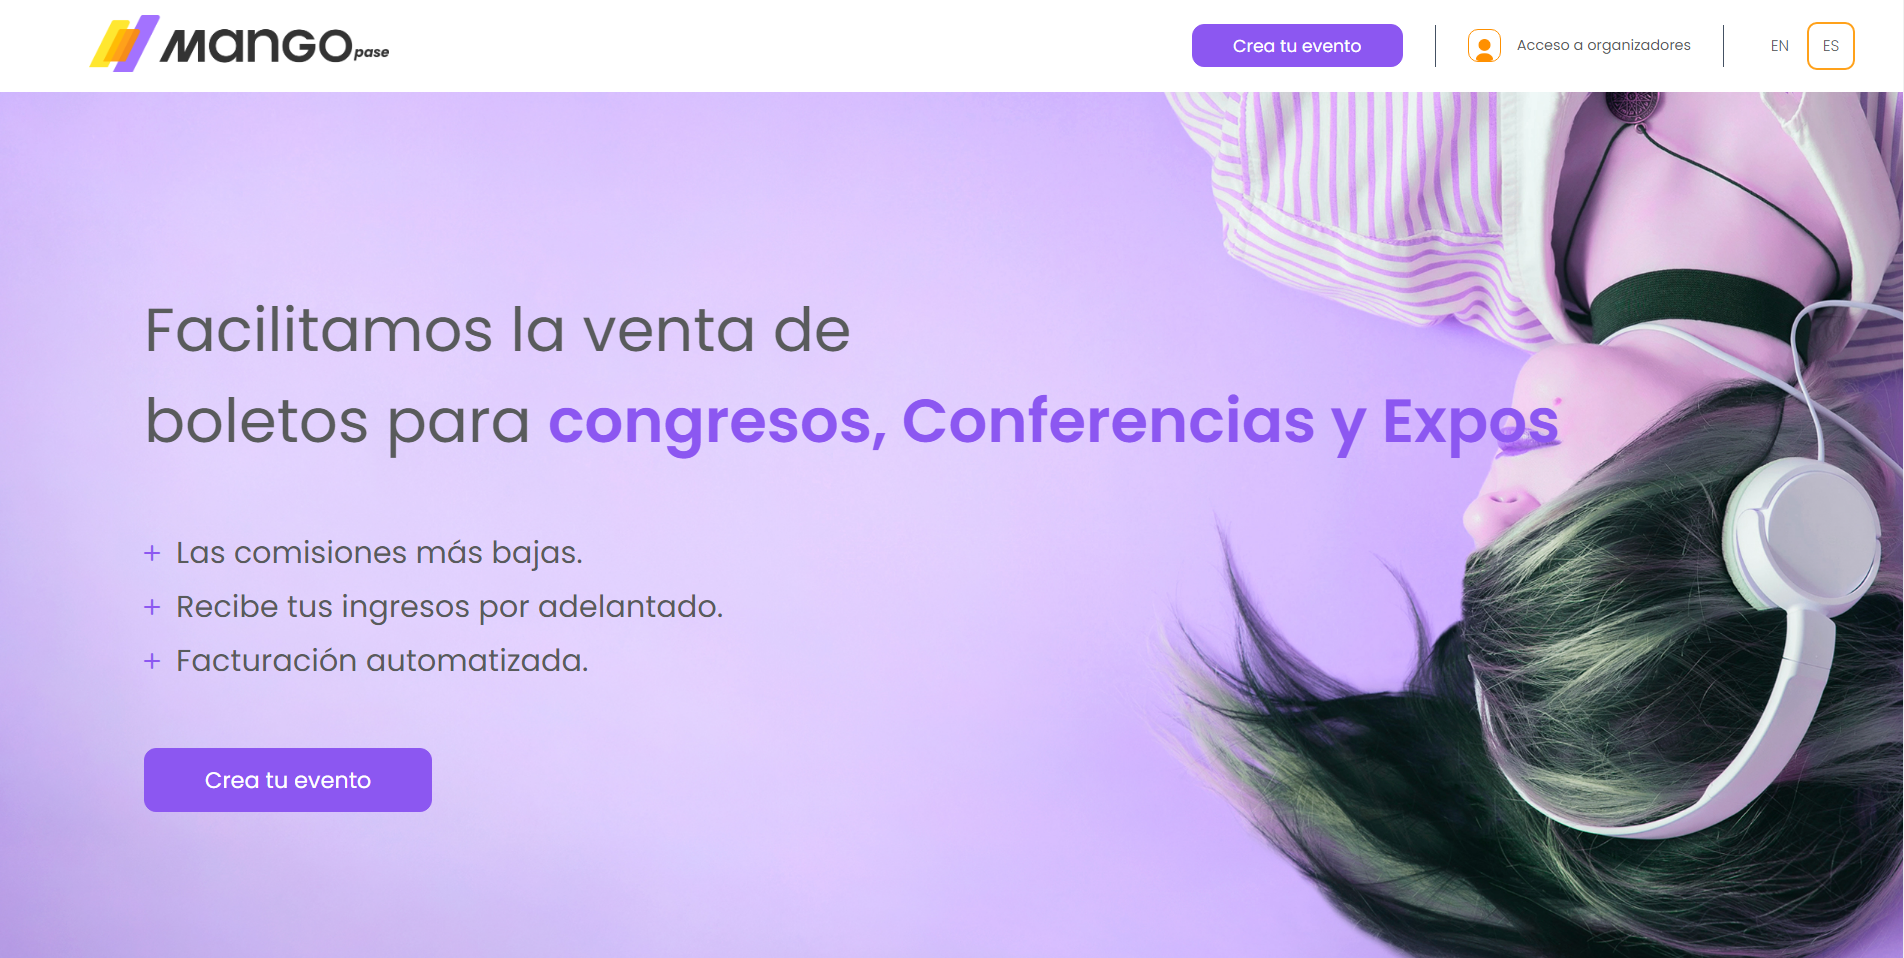 MANGO pase
Crea tu evento
Acceso a organizadores
EN
ES
Facilitamos la venta de
boletos para congresos, Conferencias y Expos
+ Las comisiones más bajas.
+ Recibe tus ingresos por adelantado.
+ Facturación automatizada.
Crea tu evento